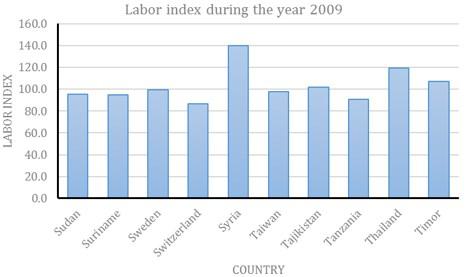 Labor index during the year 2009
160.0
140.0
120.0
100.0
80.0
60.0
40.0
20.0
0.0
LABOR INDEX
Sudan
Suriname
Sweden
Switzerland
Syria
Taiwan
Tajikistan
Tanzania
Thailand
Timor
COUNTRY